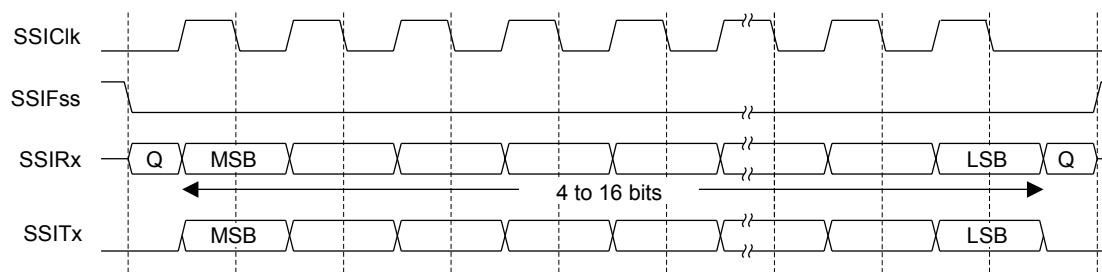 SSIClk
SSIFss
SSIRx Q MSB LSB Q
4 to 16 bits
SSITx MSB LSB